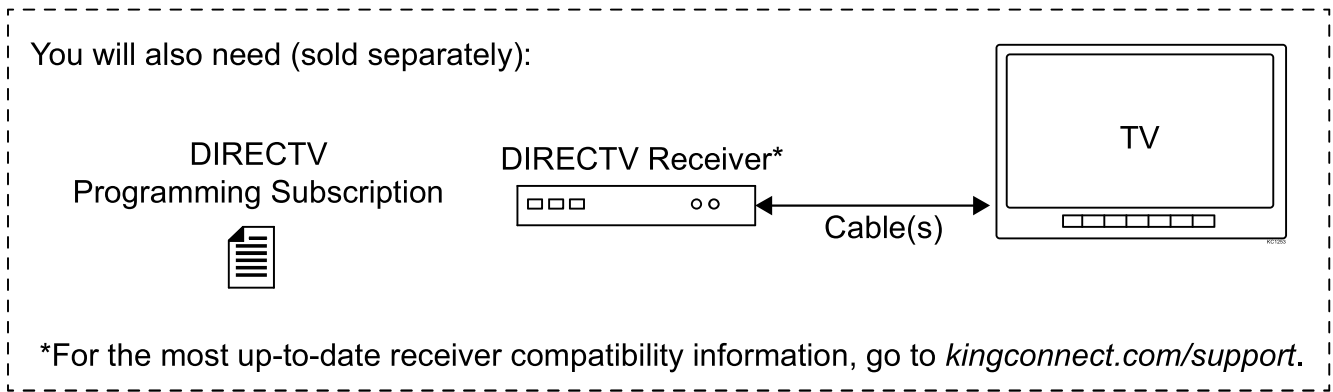 You will also need (sold separately):
DIRECTV
Programming Subscription
DIRECTV Receiver*
Cable(s)
TV
KC1253
*For the most up-to-date receiver compatibility information, go to kingconnect.com/support.